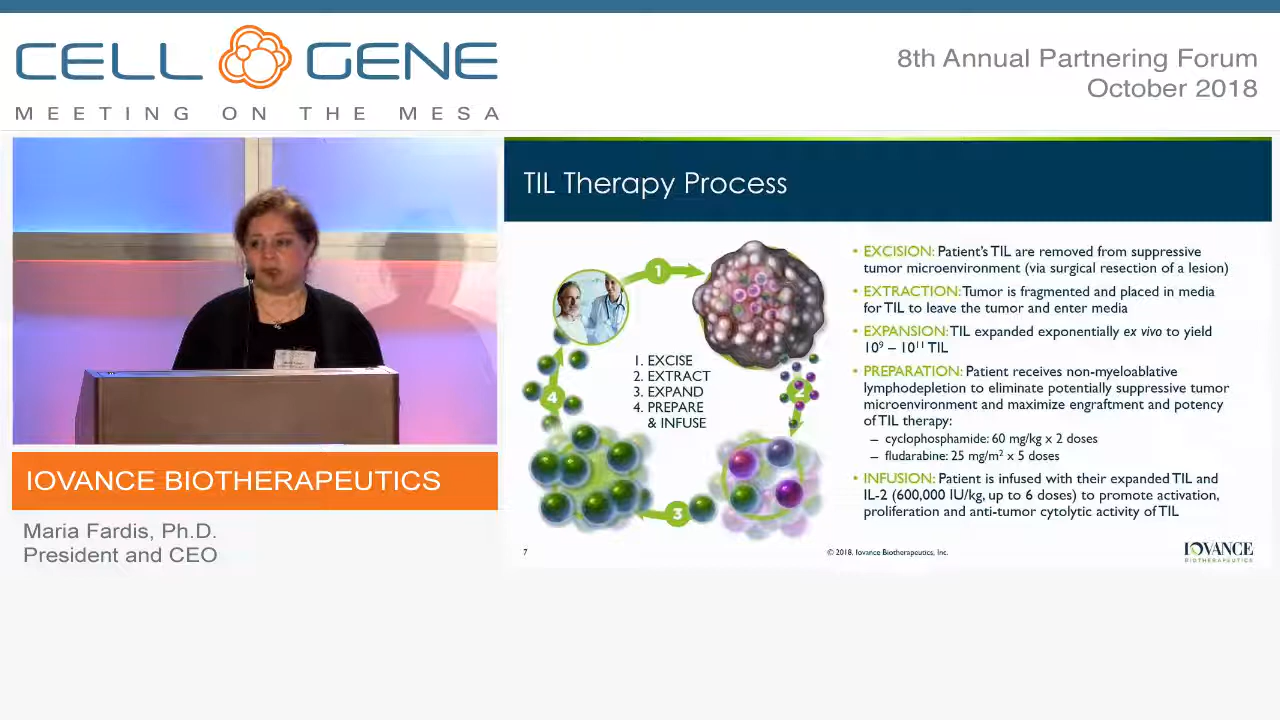 CELL GENE
MEETING ON THE MESA
8th Annual Partnering Forum
October 2018
IOVANCE BIOTHERAPEUTICS
Maria Fardis, Ph.D.
President and CEO
TIL Therapy Process
1
2
3
4
1. EXCISE
2. EXTRACT
3. EXPAND
4. PREPARE
& INFUSE
• EXCISION: Patient's TIL are removed from suppressive
tumor microenvironment (via surgical resection of a lesion)
• EXTRACTION: Tumor is fragmented and placed in media
for TIL to leave the tumor and enter media
• EXPANSION: TIL expanded exponentially ex vivo to yield
10⁹ – 10¹¹ TIL
• PREPARATION: Patient receives non-myeloablative
lymphodepletion to eliminate potentially suppressive tumor
microenvironment and maximize engraftment and potency
of TIL therapy:
– cyclophosphamide: 60 mg/kg x 2 doses
– fludarabine: 25 mg/m² x 5 doses
• INFUSION: Patient is infused with their expanded TIL and
IL-2 (600,000 IU/kg, up to 6 doses) to promote activation,
proliferation and anti-tumor cytolytic activity of TIL
7
© 2018. Iovance Biotherapeutics, Inc.
IOVANCE
BIOTHERAPEUTICS